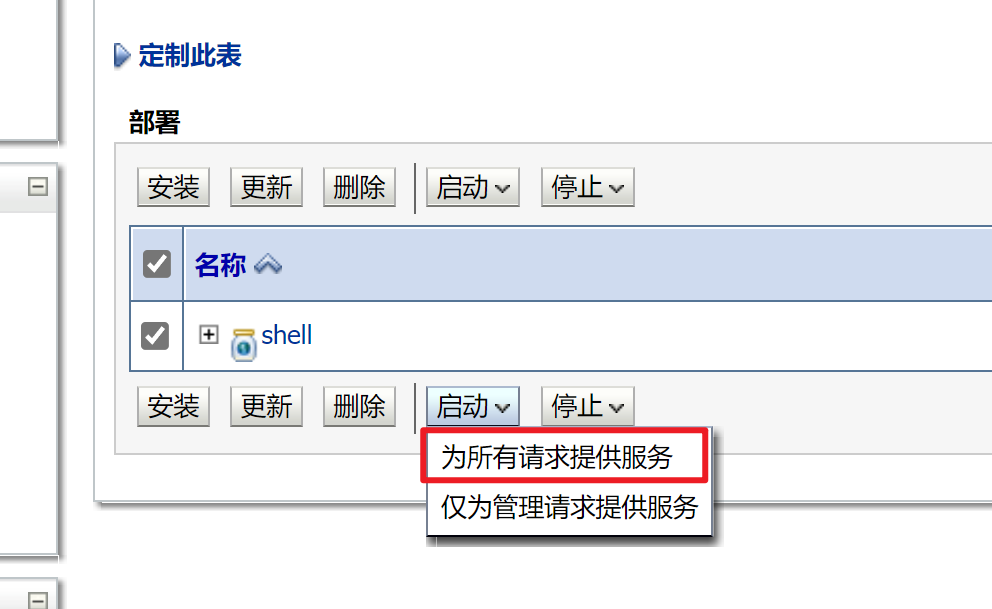 定制此表
部署
安装 更新 删除 启动 停止
名称
shell
安装 更新 删除 启动 停止
为所有请求提供服务
仅为管理请求提供服务